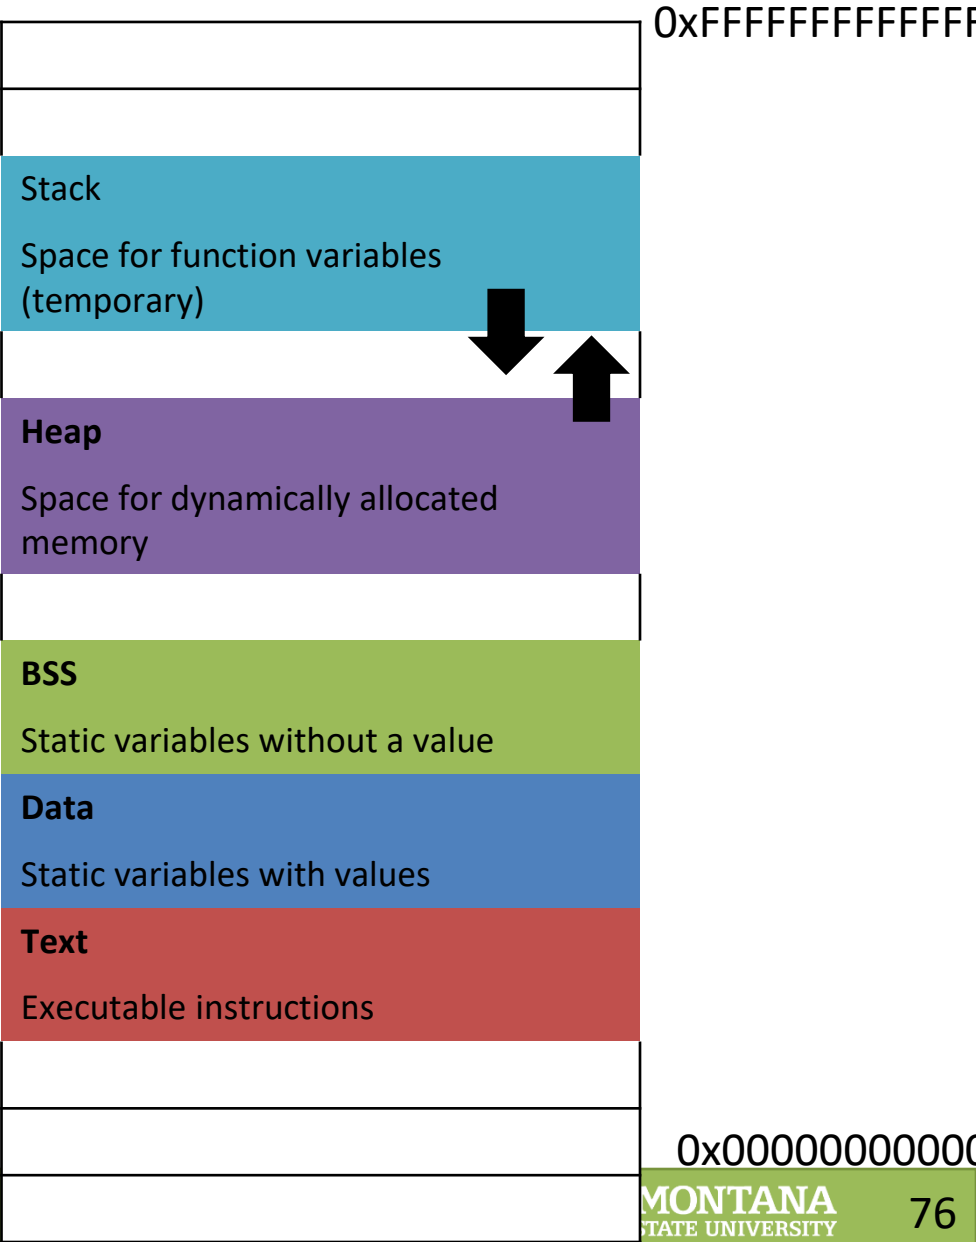 0xFFFFFFFFFFFFFF
Stack
Space for function variables
(temporary)
Heap
Space for dynamically allocated
memory
BSS
Static variables without a value
Data
Static variables with values
Text
Executable instructions
0x00000000000
MONTANA
STATE UNIVERSITY
76